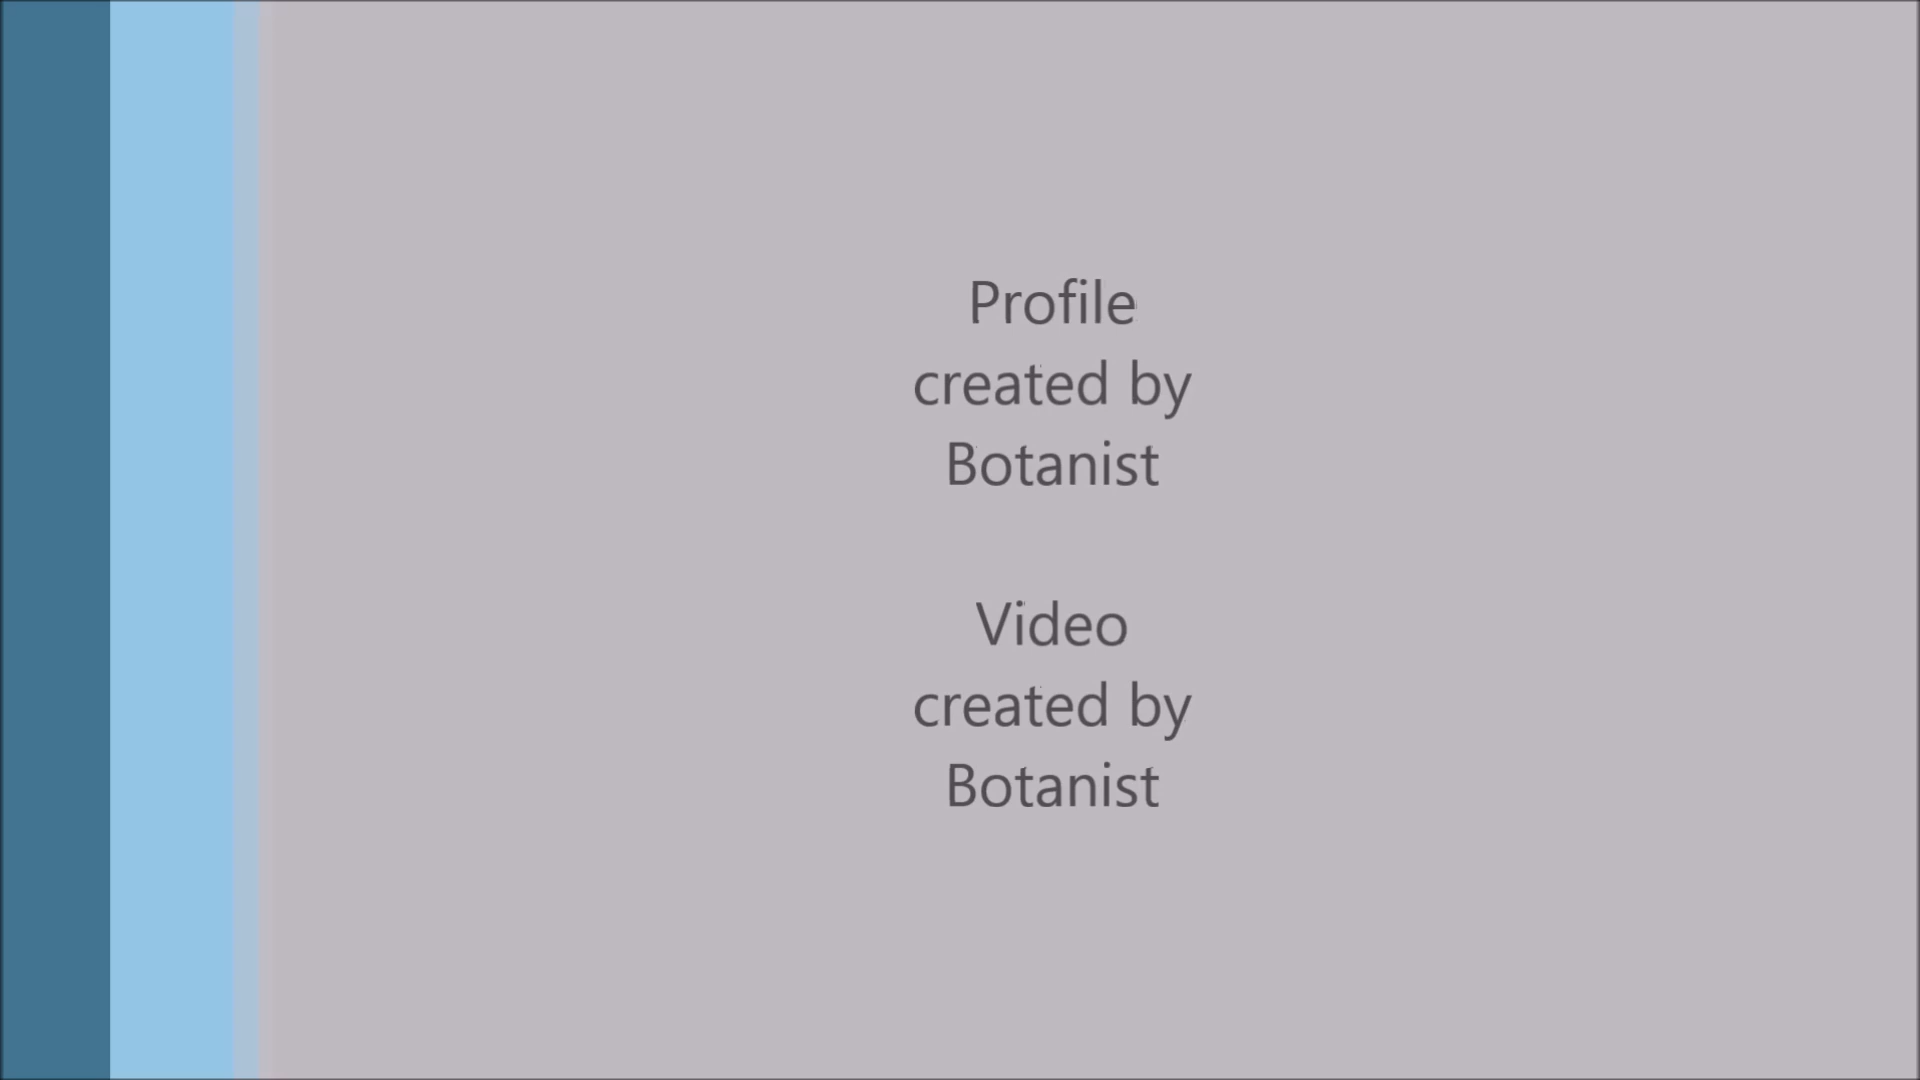 Profile
created by
Botanist
Video
created by
Botanist